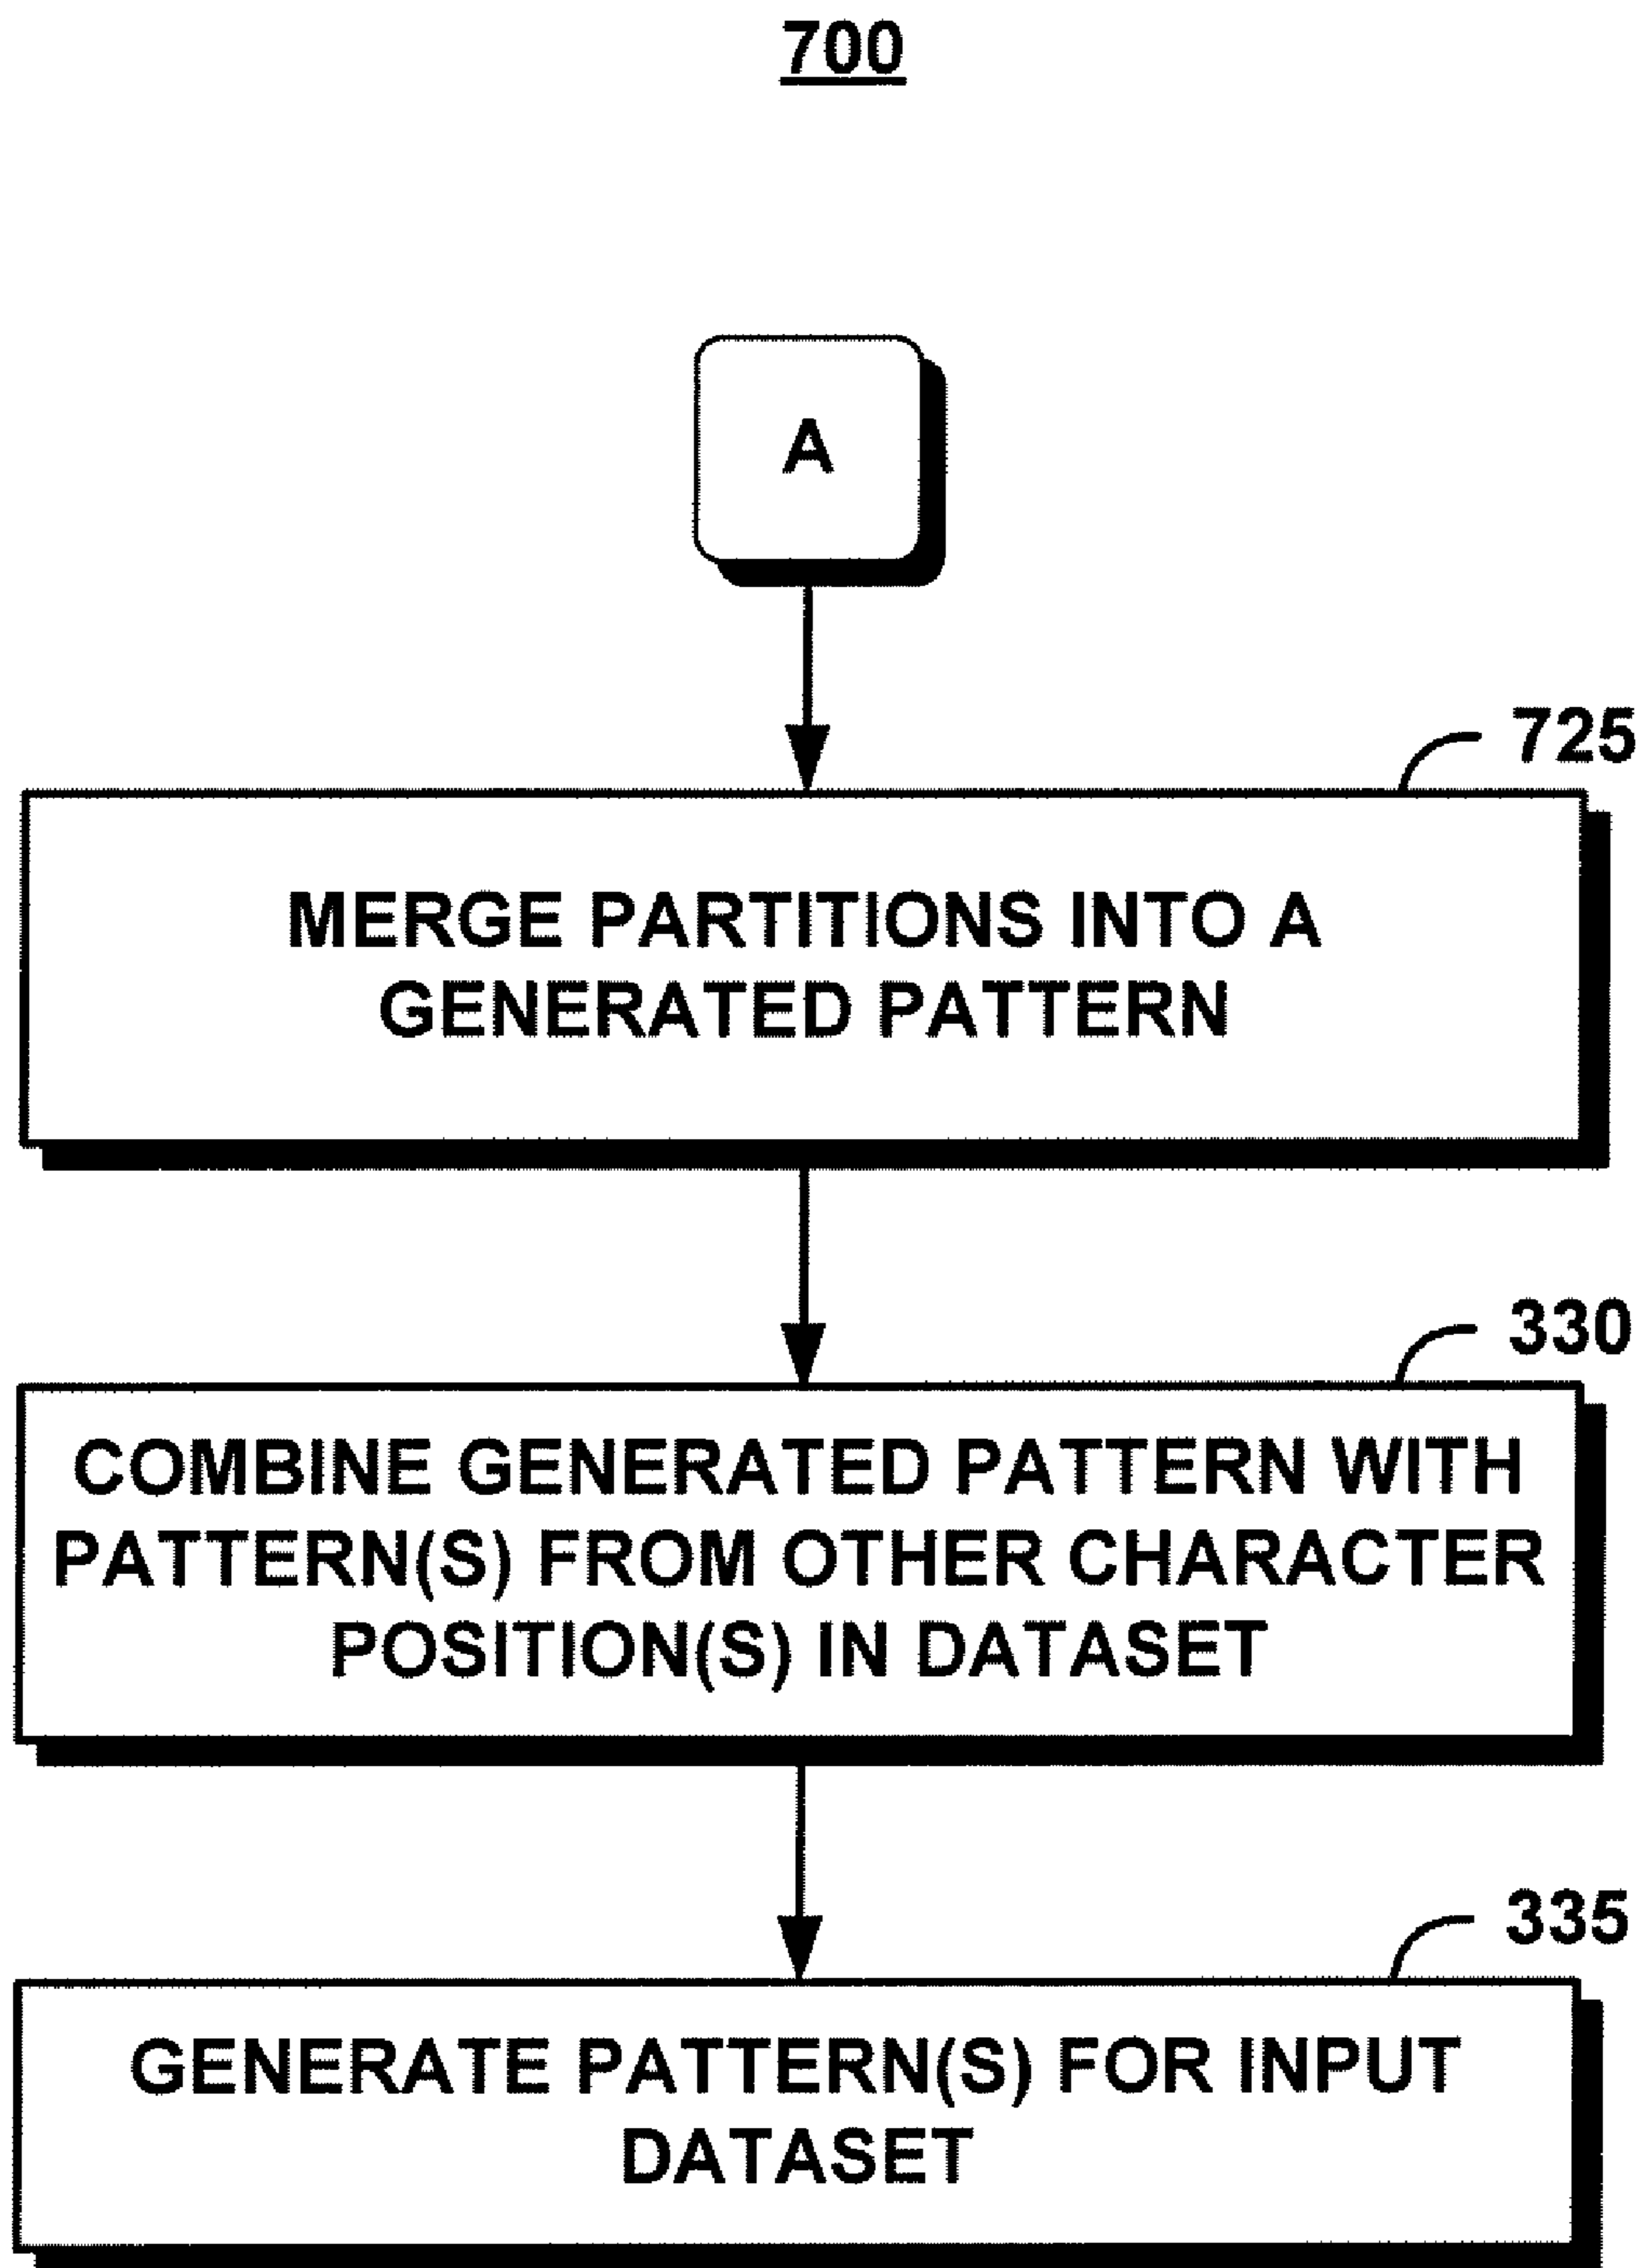 700
A
725
MERGE PARTITIONS INTO A
GENERATED PATTERN
330
COMBINE GENERATED PATTERN WITH
PATTERN(S) FROM OTHER CHARACTER
POSITION(S) IN DATASET
335
GENERATE PATTERN(S) FOR INPUT
DATASET